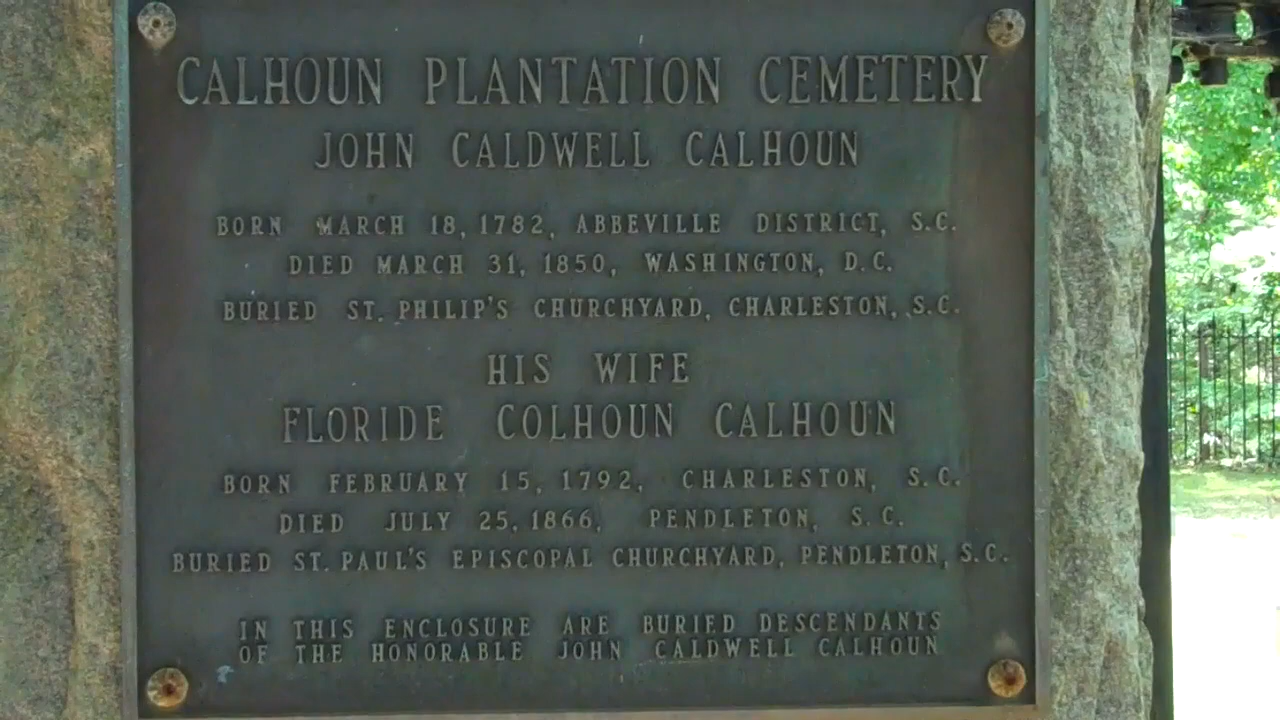 CALHOUN PLANTATION CEMETERY
JOHN CALDWELL CALHOUN
BORN MARCH 18, 1782, ABBEVILLE DISTRICT, S.C.
DIED MARCH 31, 1850, WASHINGTON, D.C.
BURIED ST. PHILIP'S CHURCHYARD, CHARLESTON, S.C.
HIS WIFE
FLORIDE COLHOUN CALHOUN
BORN FEBRUARY 15, 1792, CHARLESTON, S.C.
DIED JULY 25, 1866, PENDLETON, S.C.
BURIED ST. PAUL'S EPISCOPAL CHURCHYARD, PENDLETON, S.C.
IN THIS ENCLOSURE ARE BURIED DESCENDANTS
OF THE HONORABLE JOHN CALDWELL CALHOUN